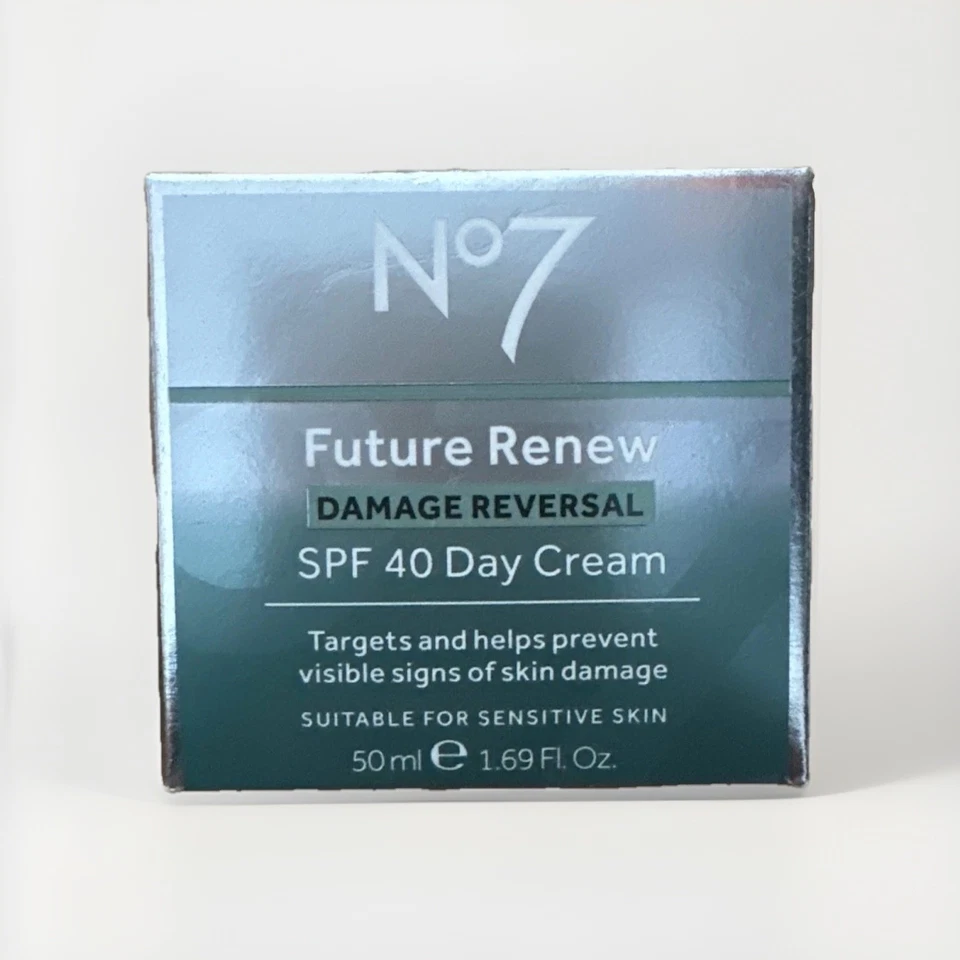 No7
Future Renew
DAMAGE REVERSAL
SPF 40 Day Cream
Targets and helps prevent
visible signs of skin damage
SUITABLE FOR SENSITIVE SKIN
50 ml ℮ 1.69 Fl. Oz.